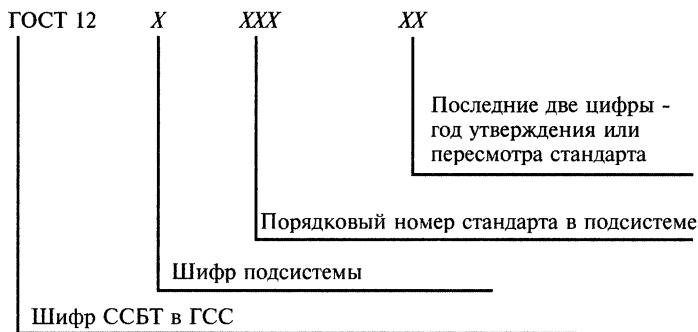 ГОСТ 12 X XXX XX
Последние две цифры -
год утверждения или
пересмотра стандарта
Порядковый номер стандарта в подсистеме
Шифр подсистемы
Шифр ССБТ в ГСС